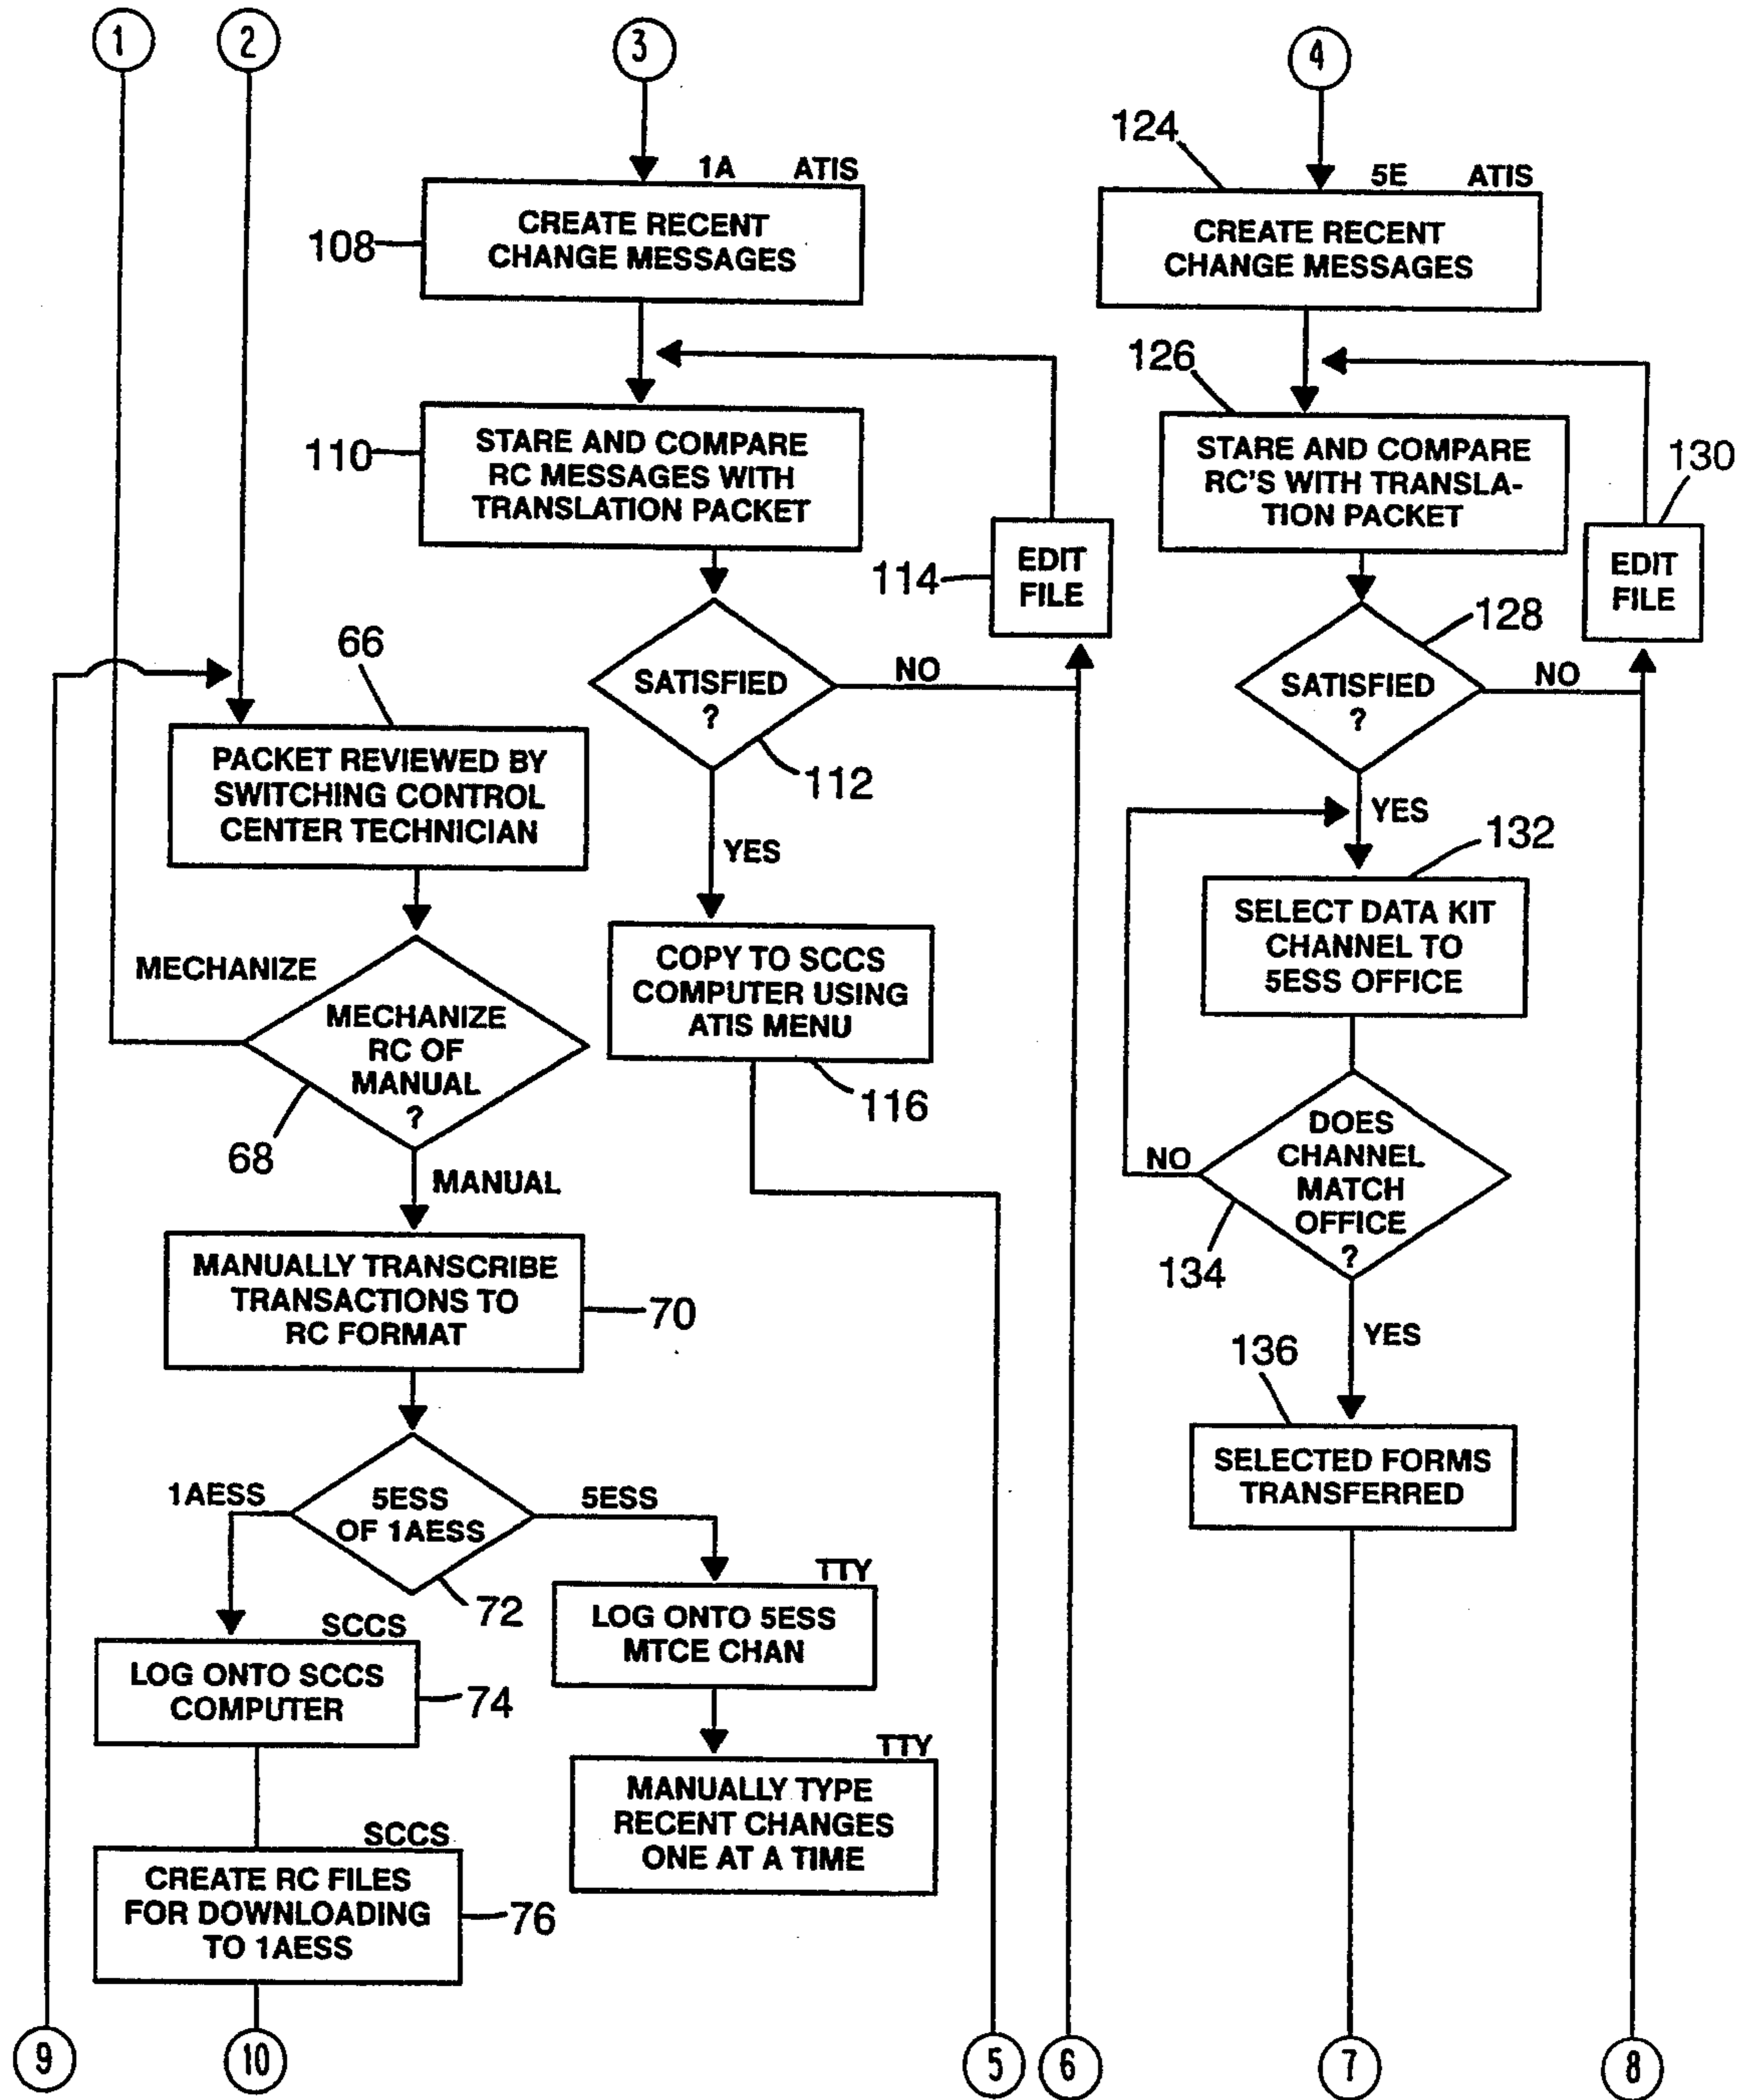 1
2
3
4
1A ATIS
108
CREATE RECENT
CHANGE MESSAGES
124
5E ATIS
CREATE RECENT
CHANGE MESSAGES
110
STARE AND COMPARE
RC MESSAGES WITH
TRANSLATION PACKET
126
STARE AND COMPARE
RC'S WITH TRANSLA-
TION PACKET
114
EDIT
FILE
130
EDIT
FILE
66
PACKET REVIEWED BY
SWITCHING CONTROL
CENTER TECHNICIAN
SATISFIED
?
NO
112
YES
128
SATISFIED
?
NO
YES
MECHANIZE
MECHANIZE
RC OF
MANUAL
?
68
MANUAL
COPY TO SCCS
COMPUTER USING
ATIS MENU
116
132
SELECT DATA KIT
CHANNEL TO
5ESS OFFICE
NO
DOES
CHANNEL
MATCH
OFFICE
?
134
YES
MANUALLY TRANSCRIBE
TRANSACTIONS TO
RC FORMAT
70
136
SELECTED FORMS
TRANSFERRED
1AESS
5ESS
OF 1AESS
5ESS
72
SCCS
LOG ONTO SCCS
COMPUTER
74
TTY
LOG ONTO 5ESS
MTCE CHAN
SCCS
CREATE RC FILES
FOR DOWNLOADING
TO 1AESS
76
TTY
MANUALLY TYPE
RECENT CHANGES
ONE AT A TIME
9
10
5
6
7
8